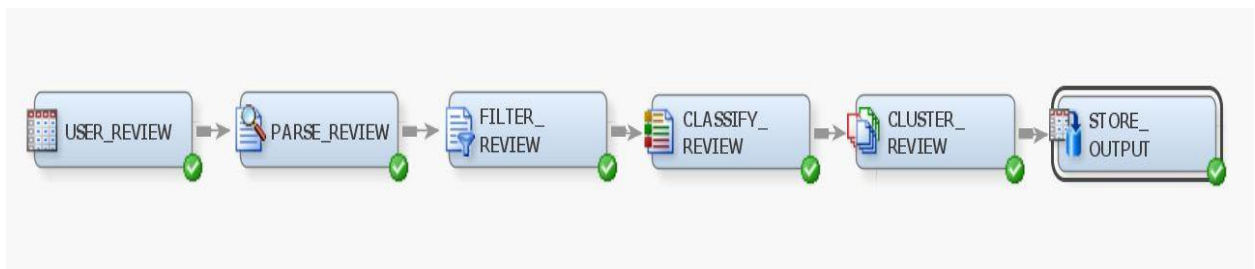 USER_REVIEW
PARSE_REVIEW
FILTER_
REVIEW
CLASSIFY_
REVIEW
CLUSTER_
REVIEW
STORE_
OUTPUT